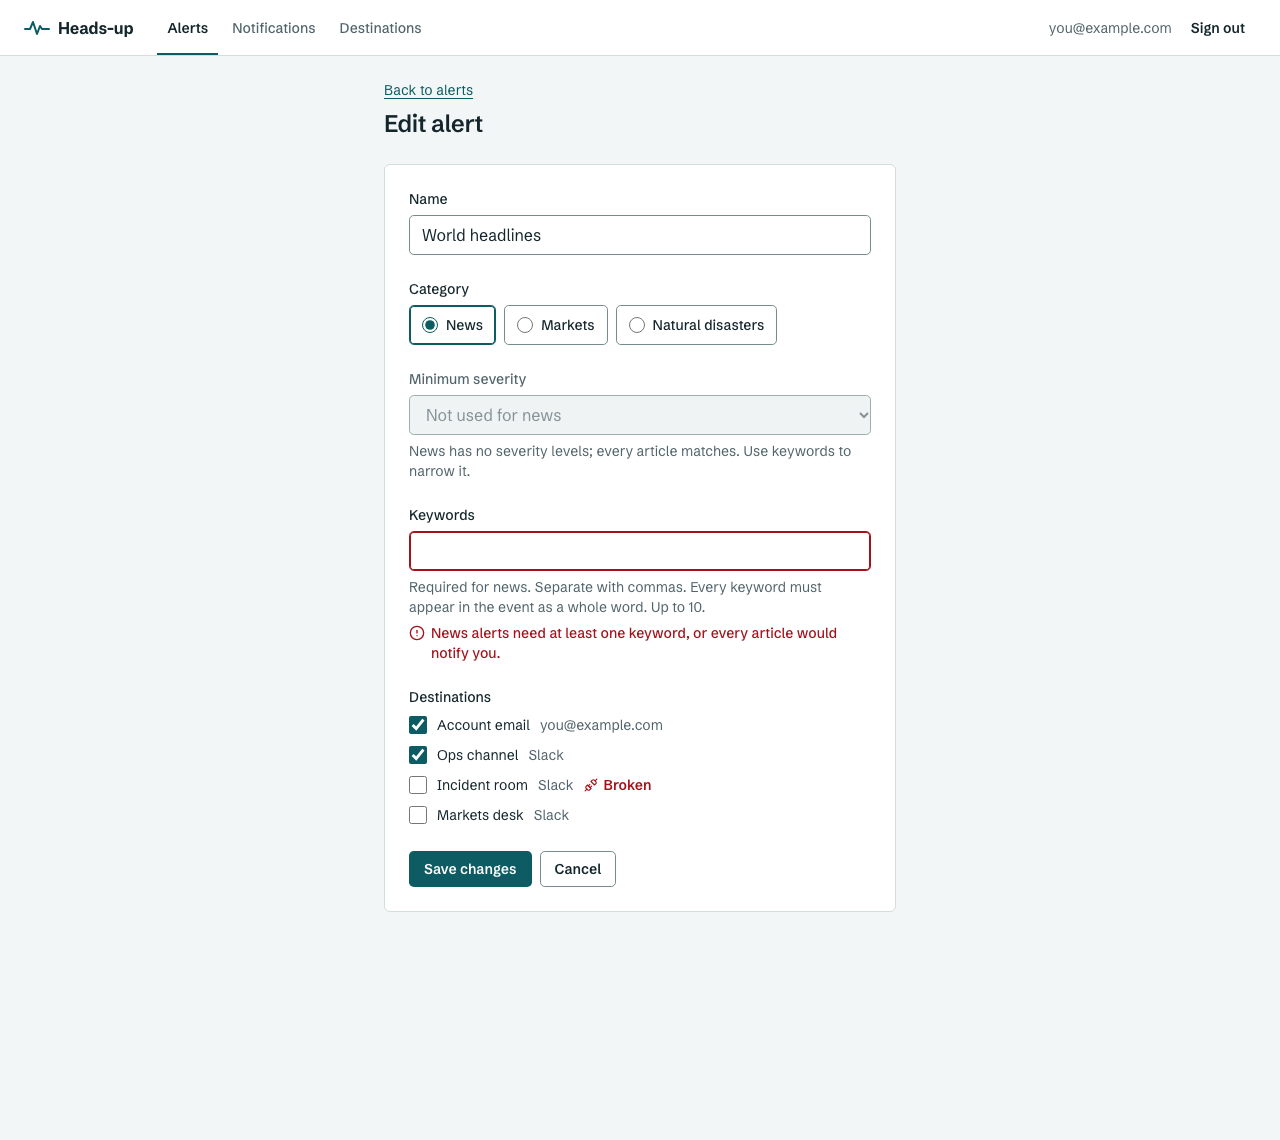 Heads-up Alerts Notifications Destinations you@example.com Sign out
Back to alerts
Edit alert
Name
World headlines
Category
News Markets Natural disasters
Minimum severity
Not used for news
News has no severity levels; every article matches. Use keywords to
narrow it.
Keywords
Required for news. Separate with commas. Every keyword must
appear in the event as a whole word. Up to 10.
News alerts need at least one keyword, or every article would
notify you.
Destinations
Account email you@example.com
Ops channel Slack
Incident room Slack Broken
Markets desk Slack
Save changes Cancel